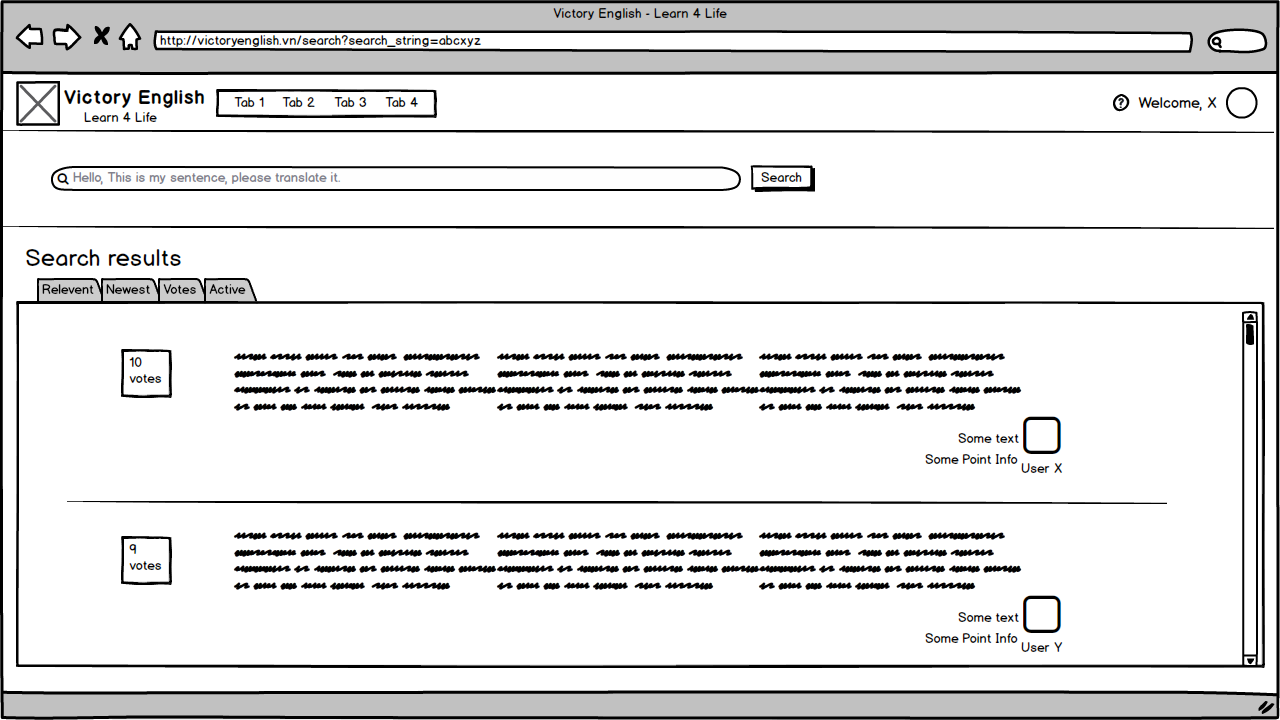 Victory English - Learn 4 Life
http://victoryenglish.vn/search?search_string=abcxyz
Victory English
Learn 4 Life
Tab 1 Tab 2 Tab 3 Tab 4
Welcome, X
Hello, This is my sentence, please translate it.
Search
Search results
Relevent Newest Votes Active
10
votes
Some text
Some Point Info
User X
9
votes
Some text
Some Point Info
User Y